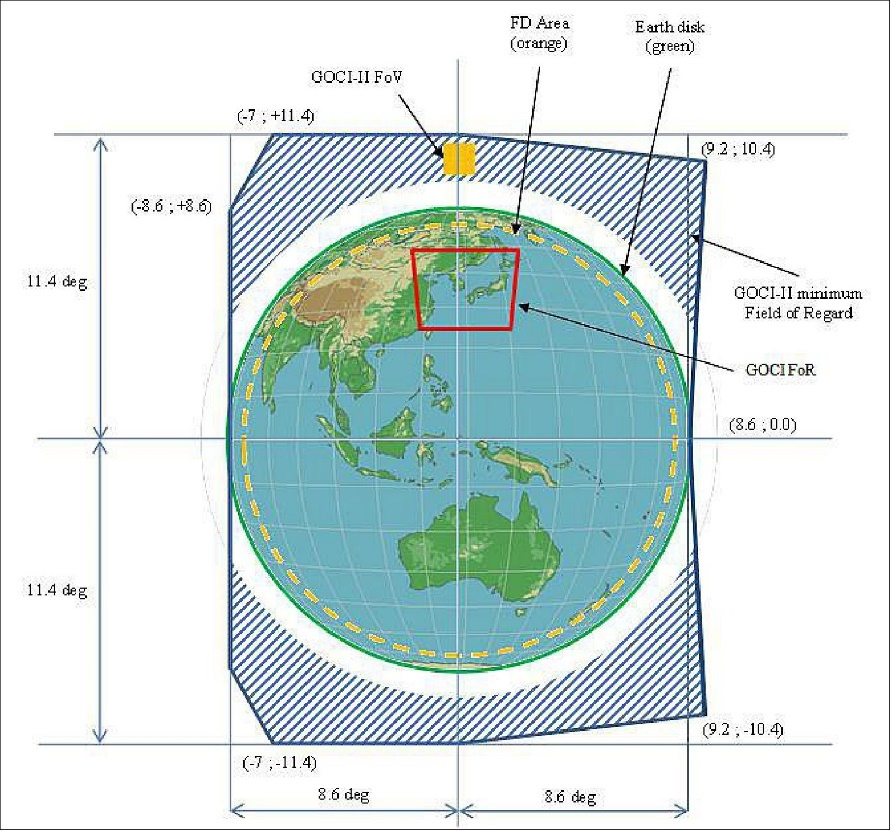 FD Area
(orange)
Earth disk
(green)
GOCI-II FoV
(-7 ; +11.4)
(9.2 ; 10.4)
(-8.6 ; +8.6)
11.4 deg
GOCI-II minimum
Field of Regard
GOCI FoR
(8.6 ; 0.0)
11.4 deg
(9.2 ; -10.4)
(-7 ; -11.4)
8.6 deg
8.6 deg